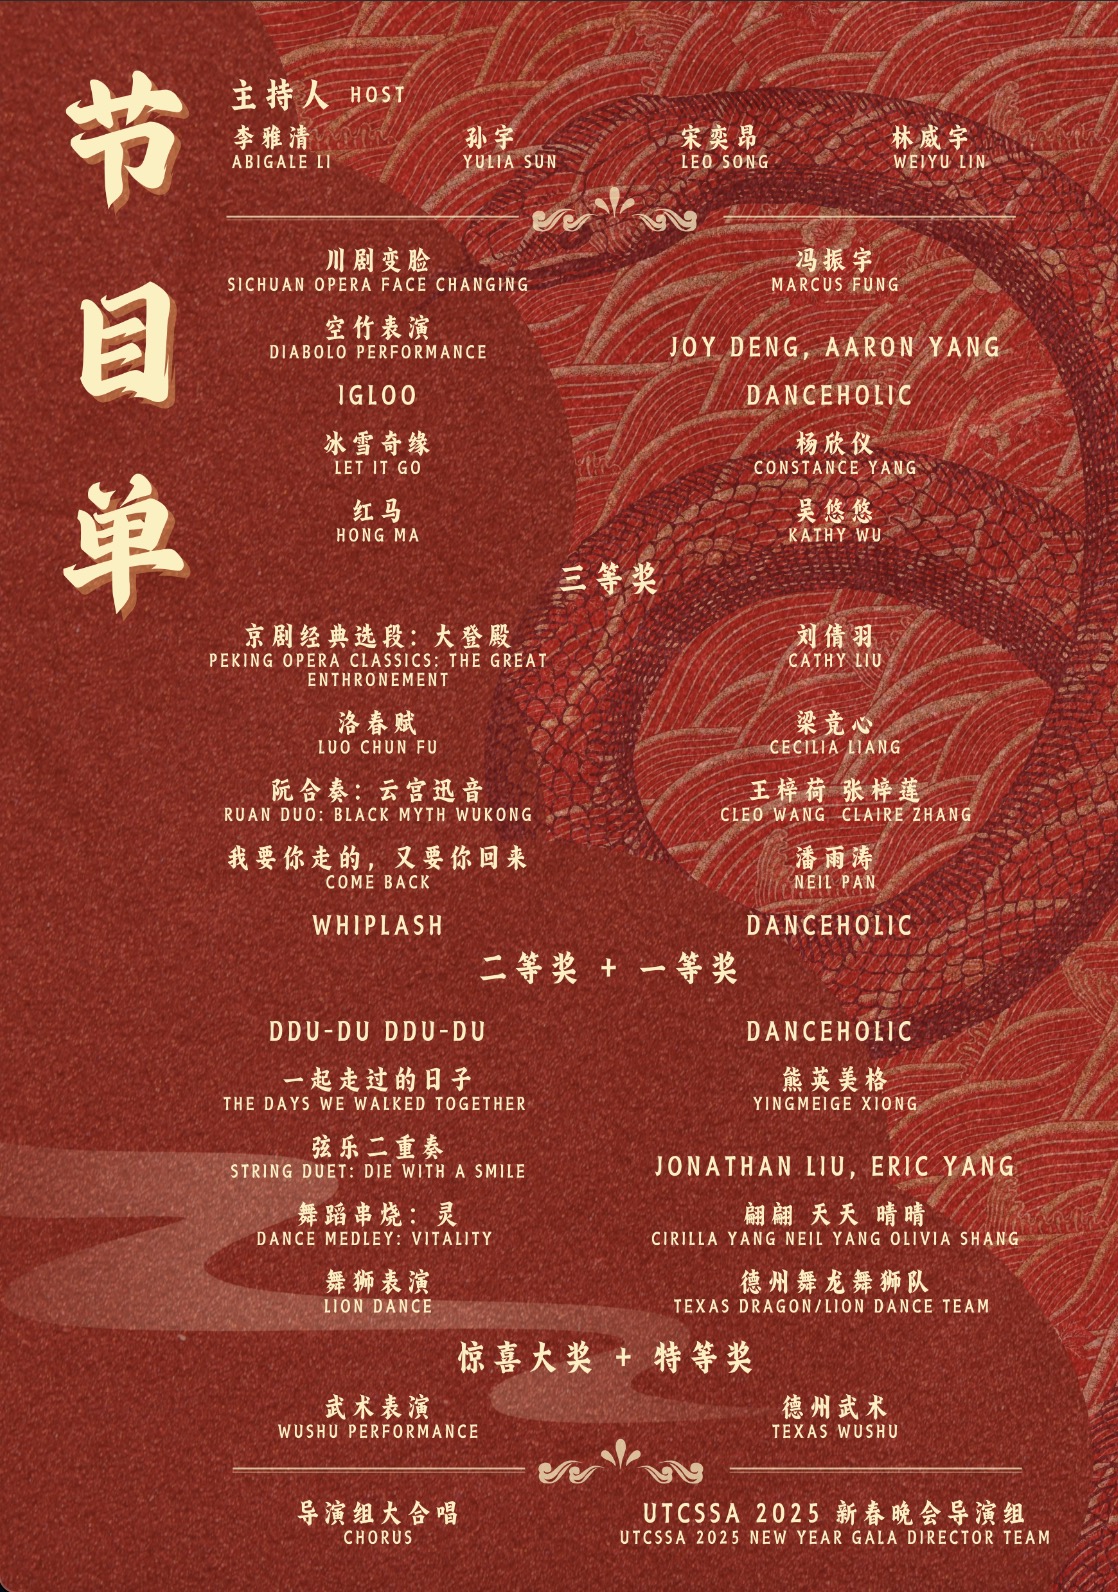 节目单
主持人 HOST
李雅清 孙宇 宋奕昂 林威宇
ABIGALE LI YULIA SUN LEO SONG WEIYU LIN
川剧变脸 冯振宇
SICHUAN OPERA FACE CHANGING MARCUS FUNG
空竹表演
DIABOLO PERFORMANCE JOY DENG, AARON YANG
IGLOO DANCEHOLIC
冰雪奇缘 杨欣仪
LET IT GO CONSTANCE YANG
红马 吴悠悠
HONG MA KATHY WU
三等奖
京剧经典选段：大登殿 刘倩羽
PEKING OPERA CLASSICS: THE GREAT CATHY LIU
ENTHRONEMENT
洛春赋 梁竞心
LUO CHUN FU CECILIA LIANG
阮合奏：云宫迅音 王梓荷 张梓莲
RUAN DUO: BLACK MYTH WUKONG CLEO WANG CLAIRE ZHANG
我要你走的，又要你回来 潘雨涛
COME BACK NEIL PAN
WHIPLASH DANCEHOLIC
二等奖 + 一等奖
DDU-DU DDU-DU DANCEHOLIC
一起走过的日子 熊英美格
THE DAYS WE WALKED TOGETHER YINGMEIGE XIONG
弦乐二重奏
STRING DUET: DIE WITH A SMILE JONATHAN LIU, ERIC YANG
舞蹈串烧：灵 翩翩 天天 晴晴
DANCE MEDLEY: VITALITY CIRILLA YANG NEIL YANG OLIVIA SHANG
舞狮表演 德州舞龙舞狮队
LION DANCE TEXAS DRAGON/LION DANCE TEAM
惊喜大奖 + 特等奖
武术表演 德州武术
WUSHU PERFORMANCE TEXAS WUSHU
导演组大合唱 UTCSSA 2025 新春晚会导演组
CHORUS UTCSSA 2025 NEW YEAR GALA DIRECTOR TEAM